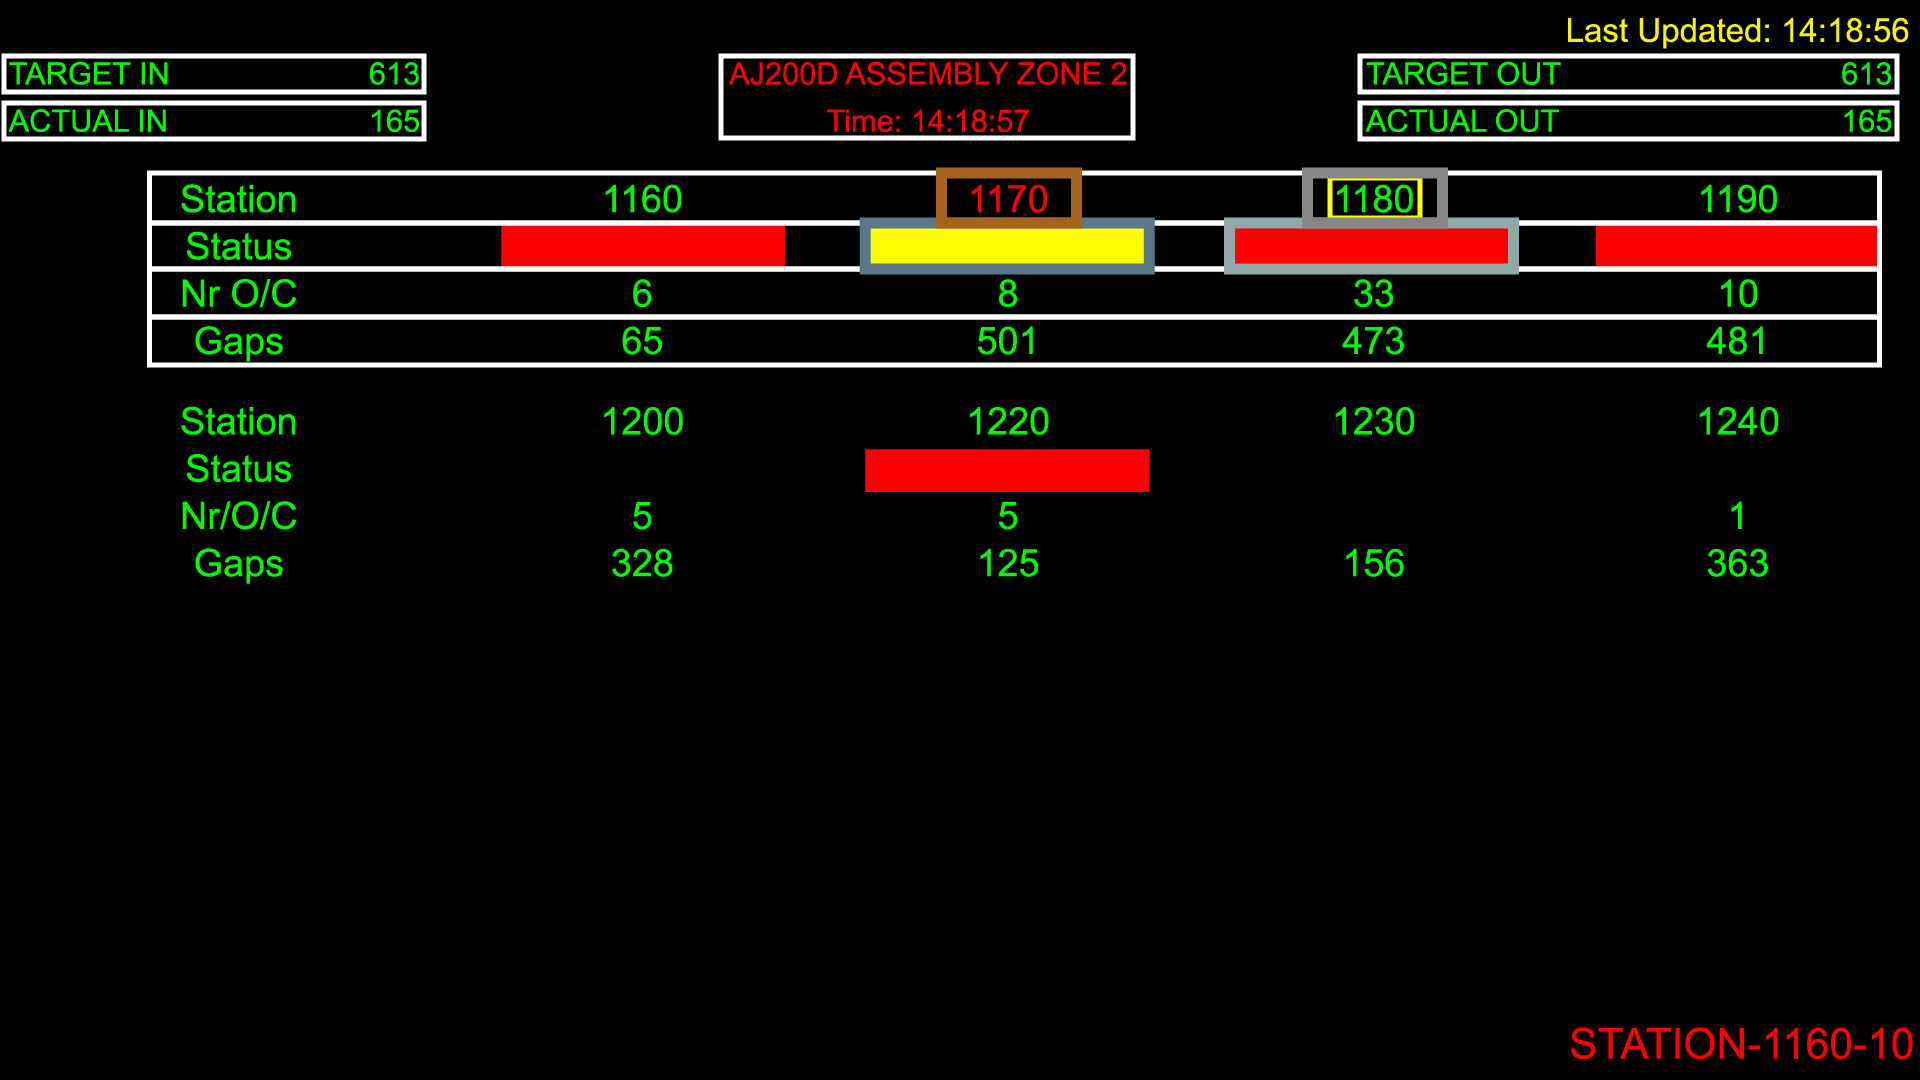 Last Updated: 14:18:56
TARGET IN 613
AJ200D ASSEMBLY ZONE 2
TARGET OUT 613
ACTUAL IN 165
Time: 14:18:57
ACTUAL OUT 165
Station 1160 1170 1180 1190
Status
Nr O/C 6 8 33 10
Gaps 65 501 473 481
Station 1200 1220 1230 1240
Status
Nr/O/C 5 5 1
Gaps 328 125 156 363
STATION-1160-10